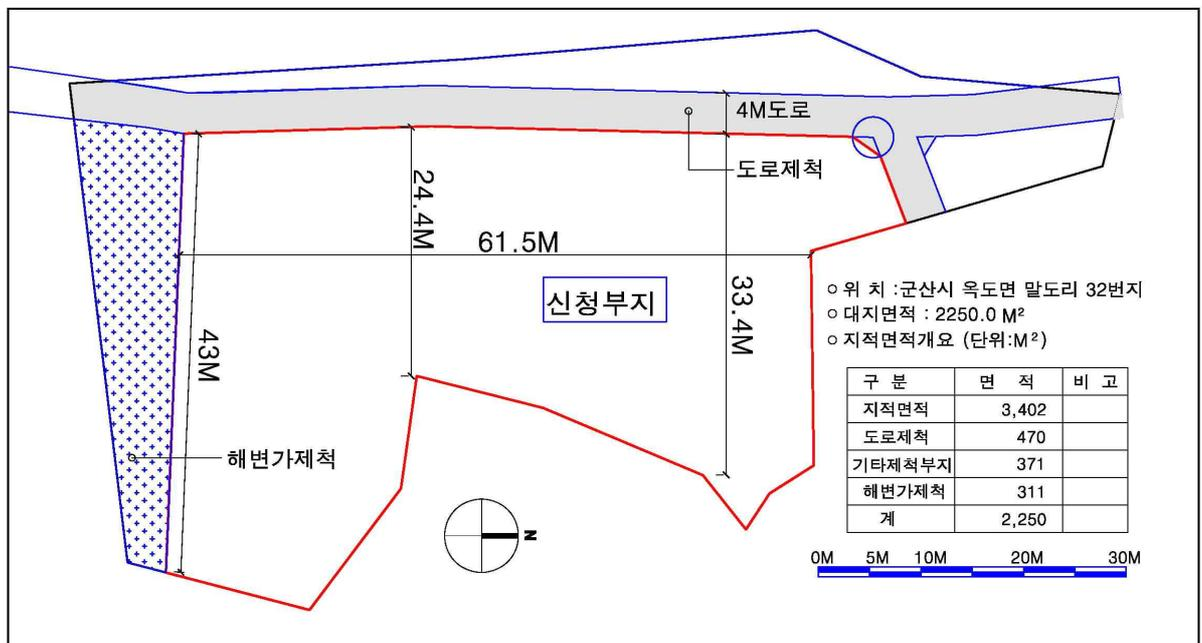 4M도로
도로제척
24.4M
61.5M
신청부지
33.4M
43M
해변가제척
N
○ 위 치 :군산시 옥도면 말도리 32번지
○ 대지면적 : 2250.0 M²
○ 지적면적개요 (단위:M²)
구 분 면 적 비 고
지적면적 3,402
도로제척 470
기타제척부지 371
해변가제척 311
계 2,250
0M 5M 10M 20M 30M